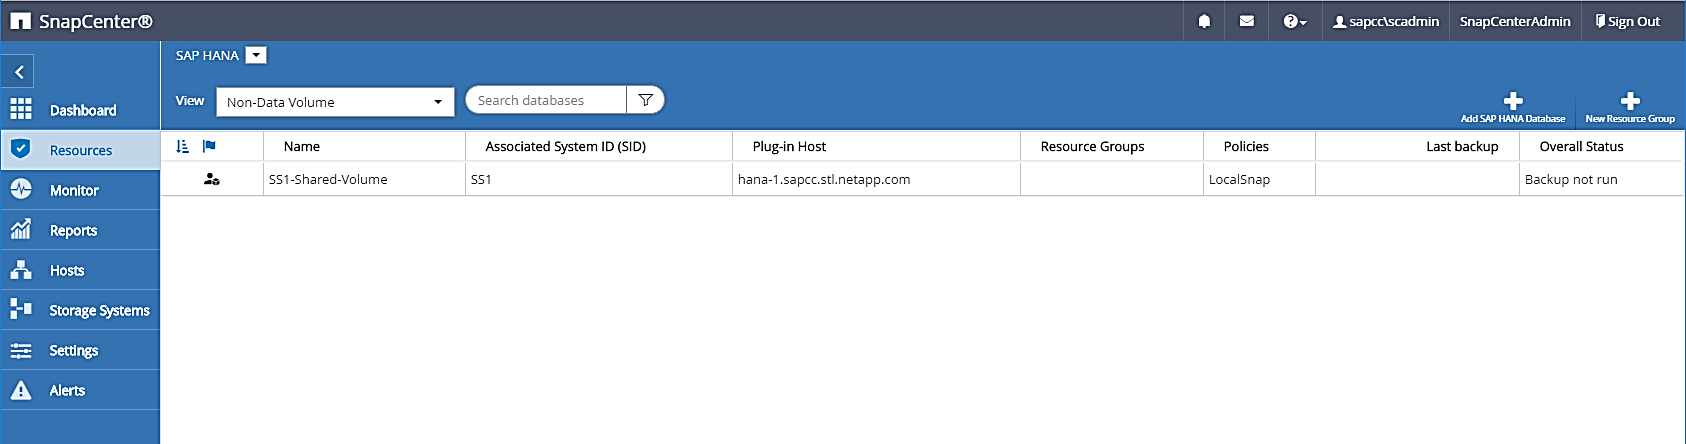 SnapCenter®
sapcc\scadmin
SnapCenterAdmin
Sign Out
SAP HANA
View
Non-Data Volume
Search databases
Add SAP HANA Database
New Resource Group
Dashboard
Resources
Monitor
Reports
Hosts
Storage Systems
Settings
Alerts
Name Associated System ID (SID) Plug-in Host Resource Groups Policies Last backup Overall Status
SS1-Shared-Volume SS1 hana-1.sapcc.stl.netapp.com LocalSnap Backup not run